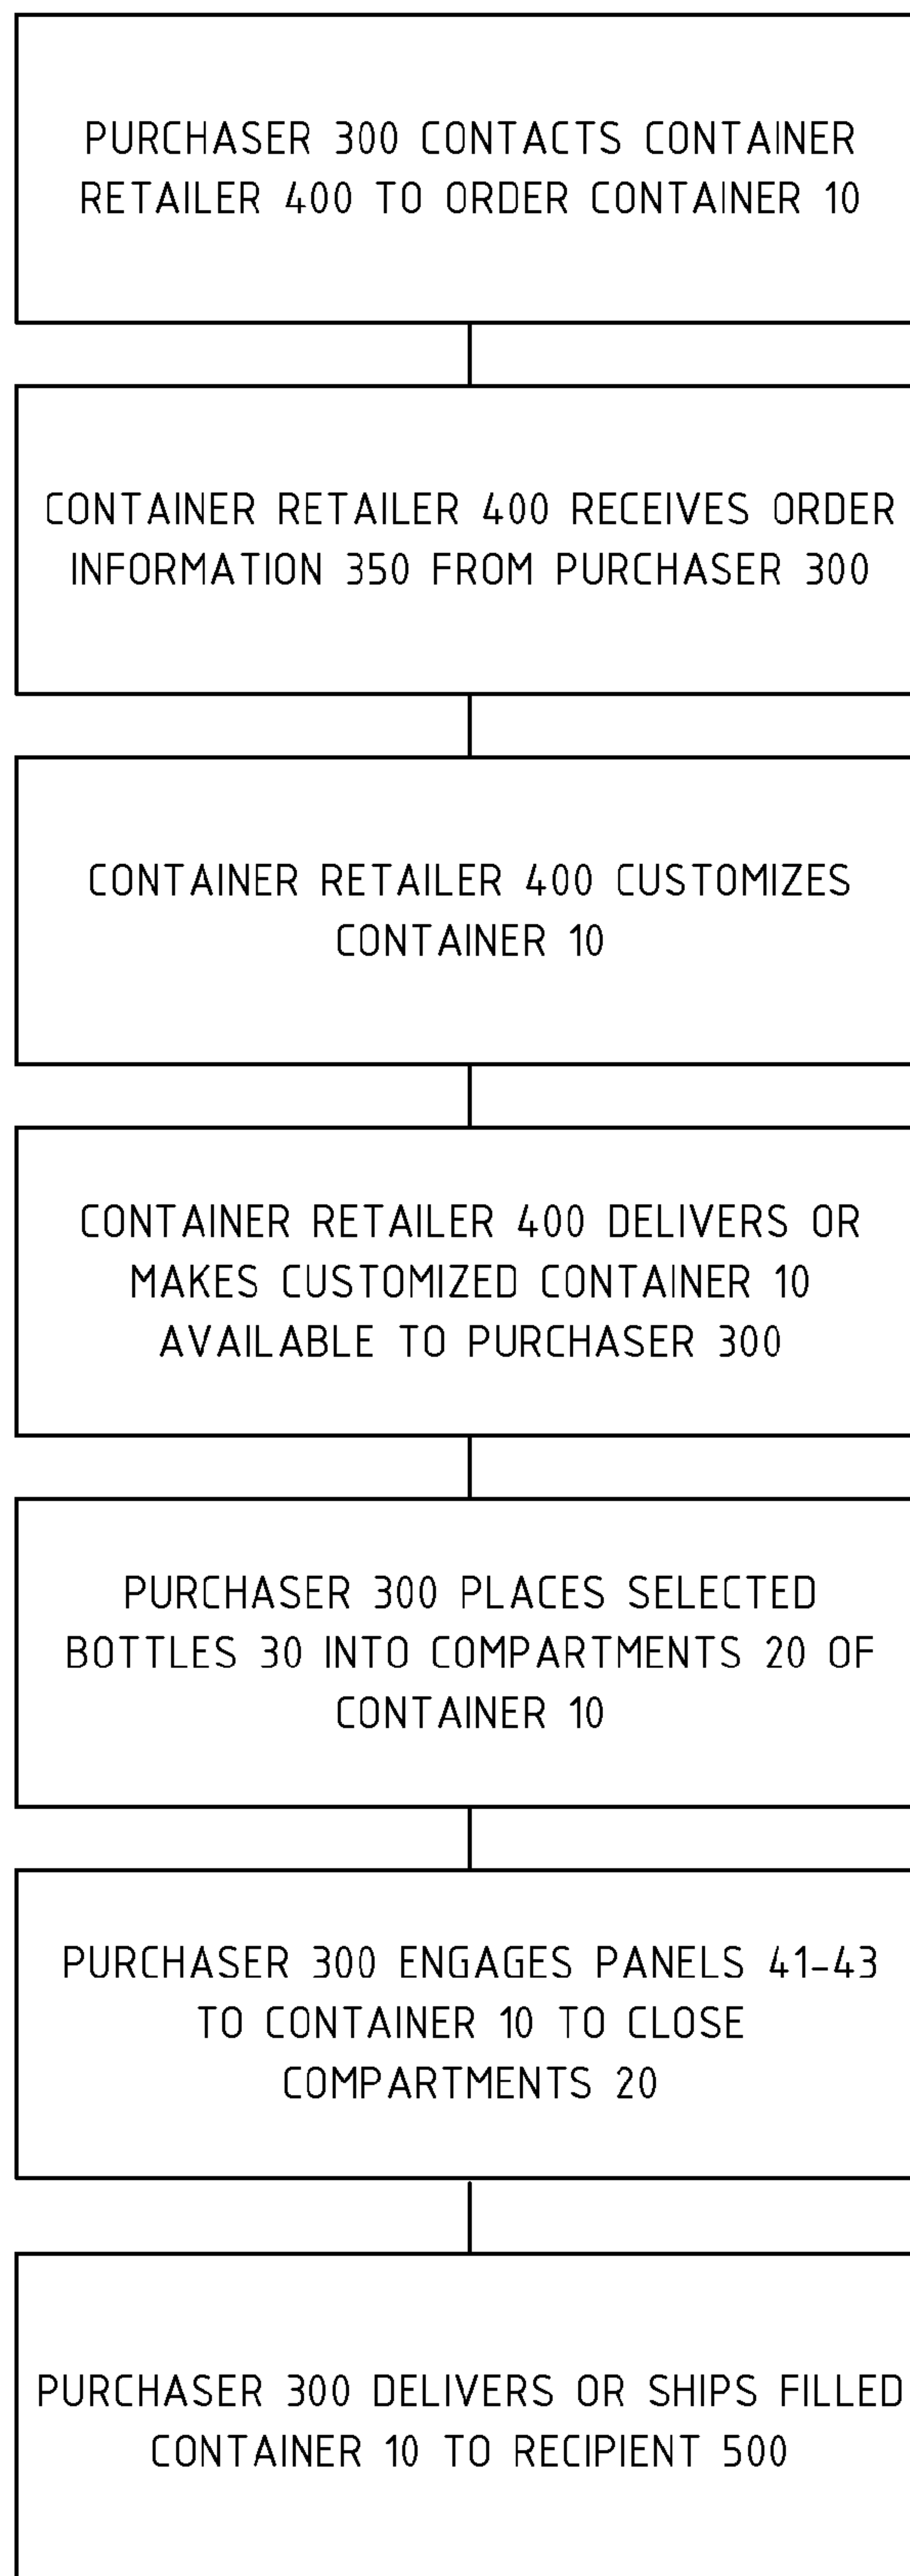 PURCHASER 300 CONTACTS CONTAINER
RETAILER 400 TO ORDER CONTAINER 10
CONTAINER RETAILER 400 RECEIVES ORDER
INFORMATION 350 FROM PURCHASER 300
CONTAINER RETAILER 400 CUSTOMIZES
CONTAINER 10
CONTAINER RETAILER 400 DELIVERS OR
MAKES CUSTOMIZED CONTAINER 10
AVAILABLE TO PURCHASER 300
PURCHASER 300 PLACES SELECTED
BOTTLES 30 INTO COMPARTMENTS 20 OF
CONTAINER 10
PURCHASER 300 ENGAGES PANELS 41-43
TO CONTAINER 10 TO CLOSE
COMPARTMENTS 20
PURCHASER 300 DELIVERS OR SHIPS FILLED
CONTAINER 10 TO RECIPIENT 500